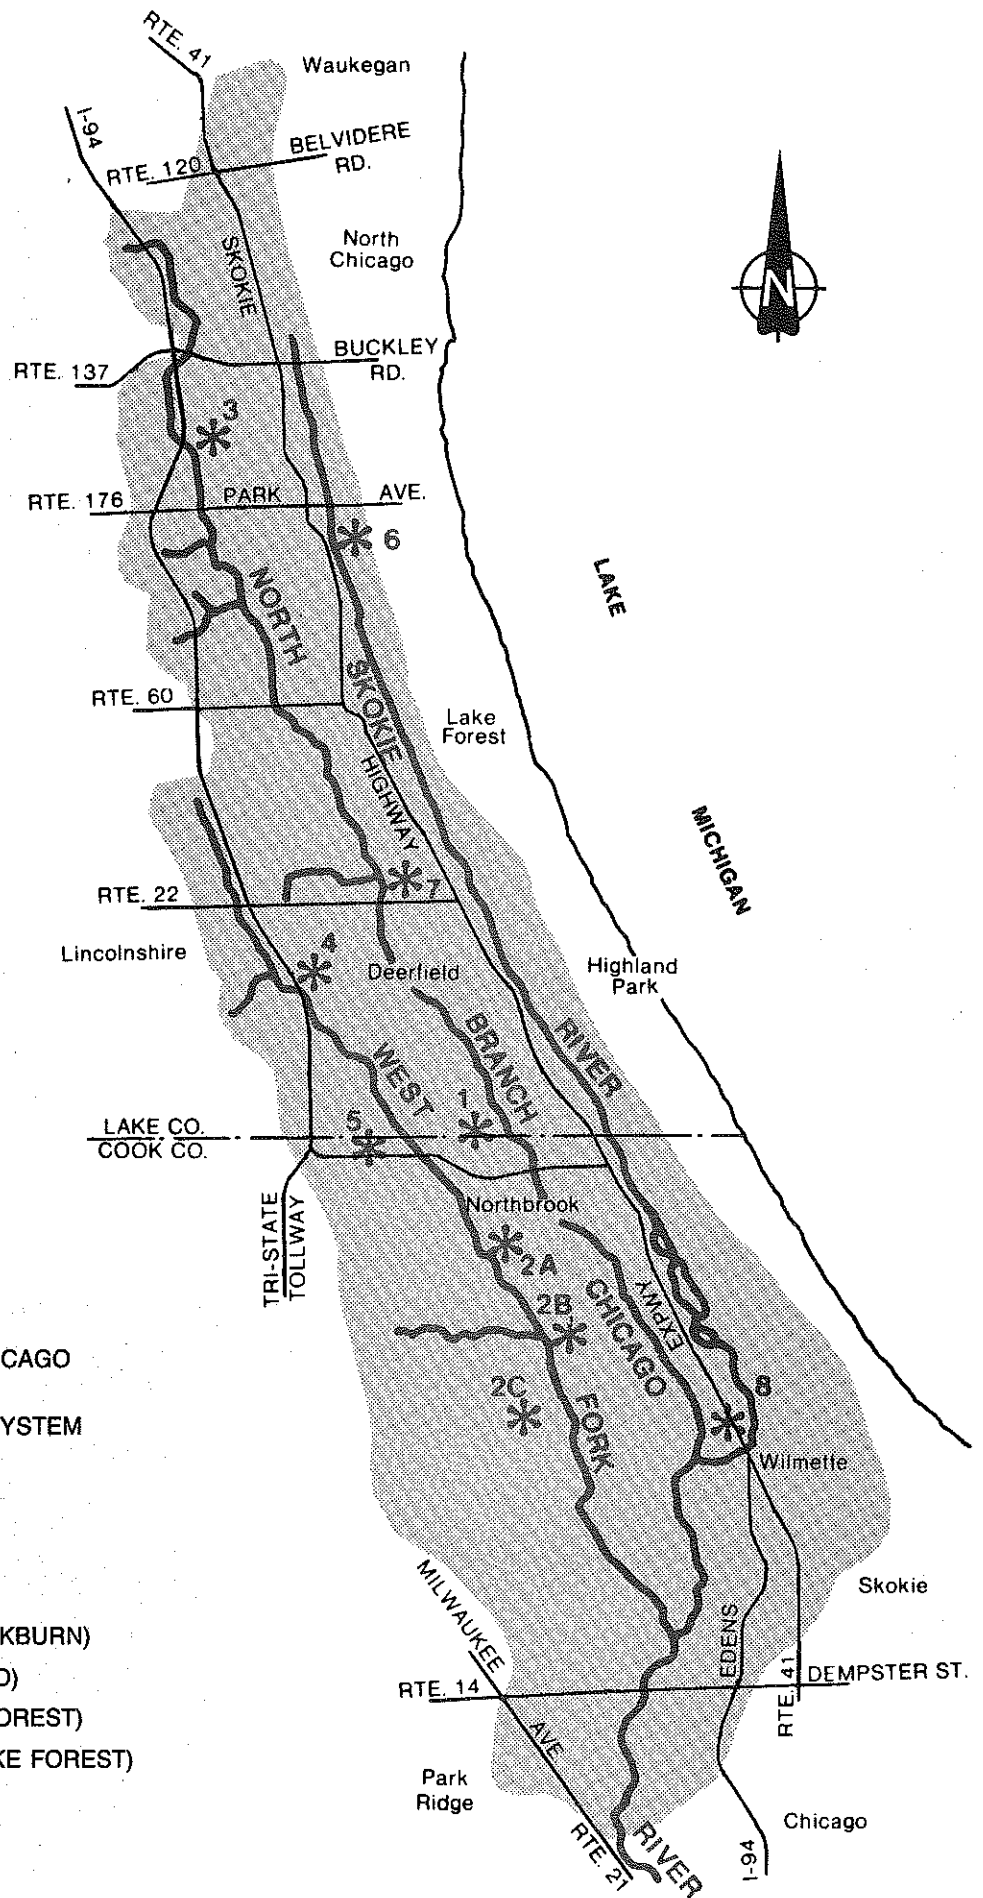 RTE. 41
Waukegan
I-94
BELVIDERE
RD.
RTE. 120
SKOKIE
North
Chicago
N
BUCKLEY
RD.
RTE. 137
3
RTE. 176
PARK
AVE.
6
LAKE
NORTH
RTE. 60
SKOKIE
Lake
Forest
HIGHWAY
MICHIGAN
7
RTE. 22
Lincolnshire
4
Deerfield
Highland
Park
BRANCH
RIVER
WEST
1
5
LAKE CO.
COOK CO.
TRI-STATE
TOLLWAY
Northbrook
2A
EXPWY
CHICAGO
2B
CAGO
2C
8
YSTEM
FORK
Wilmette
MILWAUKEE
Skokie
EDENS
KBURN)
D)
RTE. 14
RTE. 41
DEMPSTER ST.
OREST)
AVE.
KE FOREST)
Park
Ridge
Chicago
RTE. 21
RIVER
I-94